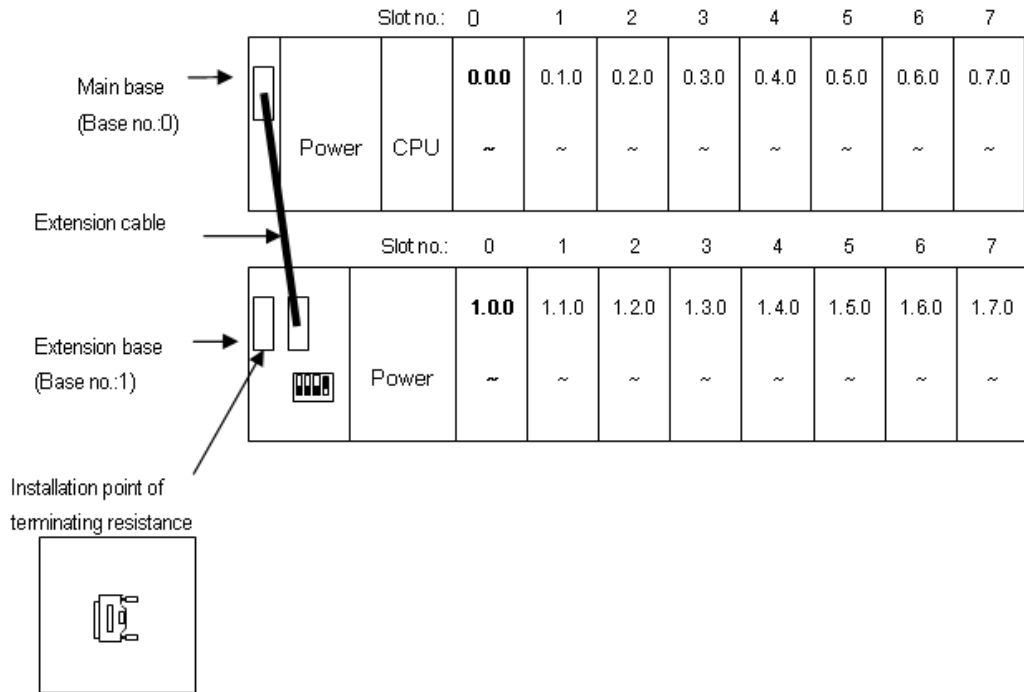 Slot no.: 0 1 2 3 4 5 6 7
Main base
(Base no.:0)
0.0.0 0.1.0 0.2.0 0.3.0 0.4.0 0.5.0 0.6.0 0.7.0
Power CPU ~ ~ ~ ~ ~ ~ ~ ~
Extension cable
Slot no.: 0 1 2 3 4 5 6 7
Extension base
(Base no.:1)
1.0.0 1.1.0 1.2.0 1.3.0 1.4.0 1.5.0 1.6.0 1.7.0
Power ~ ~ ~ ~ ~ ~ ~ ~
Installation point of
terminating resistance